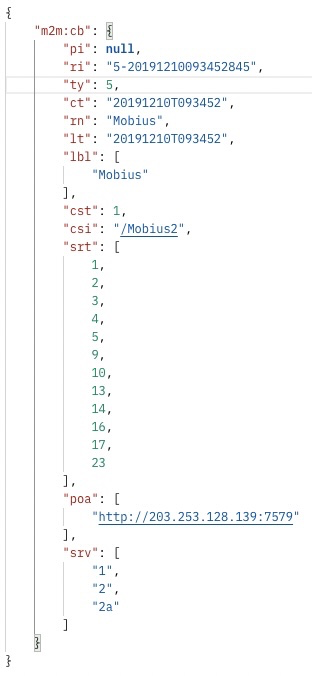 {
"m2m:cb": {
"pi": null,
"ri": "5-20191210093452845",
"ty": 5,
"ct": "20191210T093452",
"rn": "Mobius",
"lt": "20191210T093452",
"lbl": [
"Mobius"
],
"cst": 1,
"csi": "/Mobius2",
"srt": [
1,
2,
3,
4,
5,
9,
10,
13,
14,
16,
17,
23
],
"poa": [
"http://203.253.128.139:7579"
],
"srv": [
"1",
"2",
"2a"
]
}
}